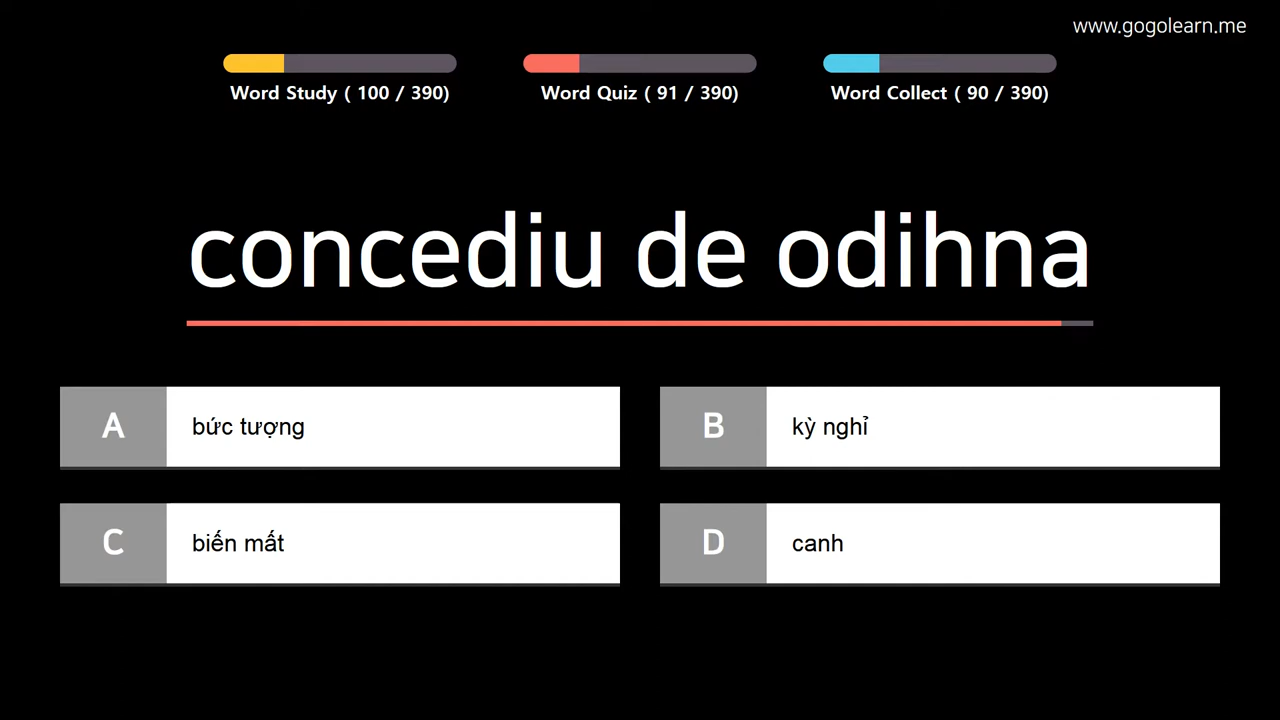 www.gogolearn.me
Word Study ( 100 / 390)
Word Quiz ( 91 / 390)
Word Collect ( 90 / 390)
concediu de odihna
A bức tượng
B kỳ nghỉ
C biến mất
D canh